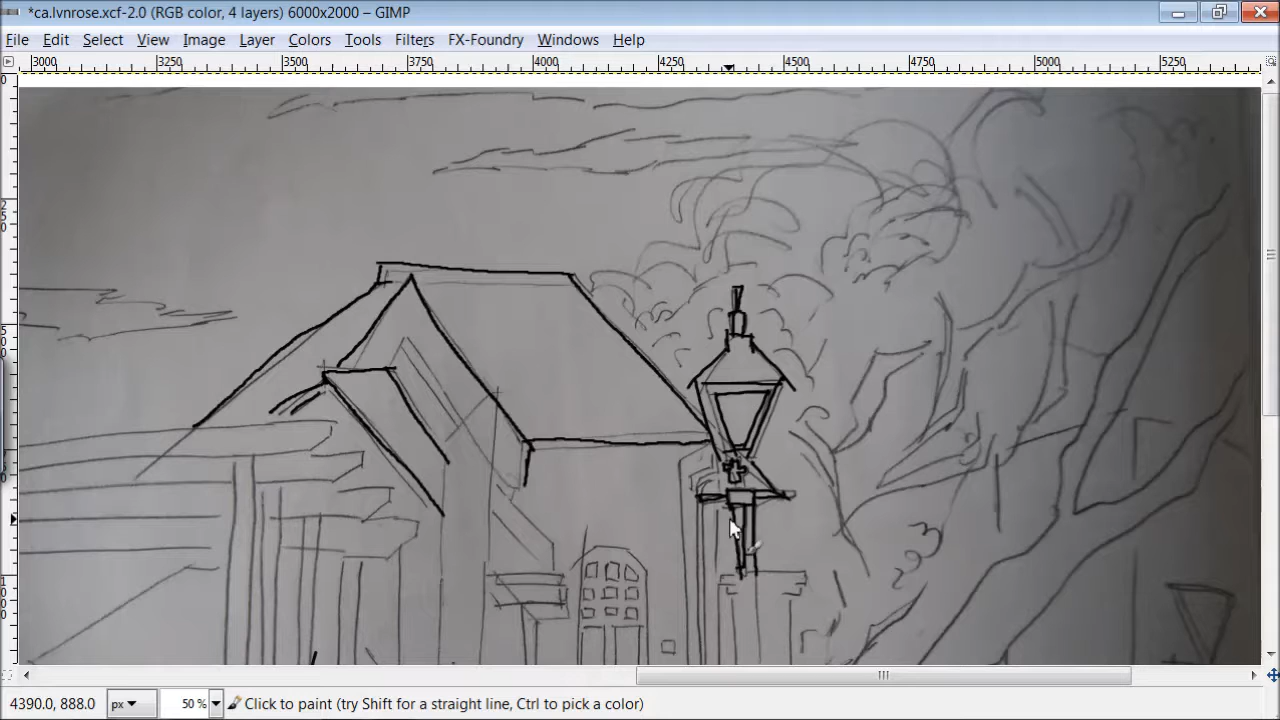 *ca.lvnrose.xcf-2.0 (RGB color, 4 layers) 6000x2000 – GIMP
File Edit Select View Image Layer Colors Tools Filters FX-Foundry Windows Help
3000 3250 3500 3750 4000 4250 4500 4750 5000 5250
4390.0, 888.0 px 50 % Click to paint (try Shift for a straight line, Ctrl to pick a color)